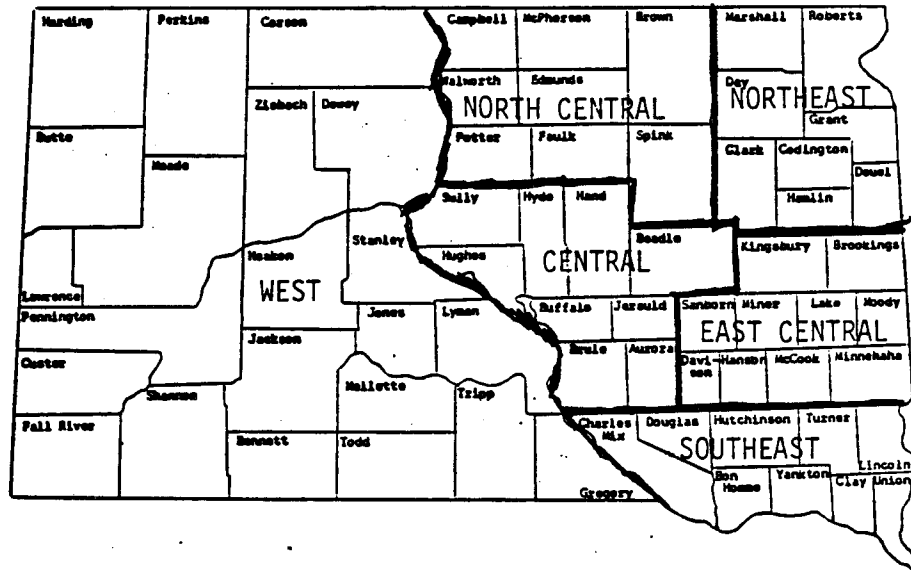 Harding Perkins Corson Campbell McPherson Brown Marshall Roberts
Walworth Edmunds Day
Ziebach Dewey NORTH CENTRAL NORTHEAST
Grant
Butte Potter Faulk Spink Clark Codington
Meade Deuel
Sully Hyde Hand Hamlin
Stanley Beadle Kingsbury Brookings
Haakon Hughes CENTRAL
Lawrence WEST
Pennington Jones Lyman Buffalo Jerauld Sanborn Miner Lake Moody
EAST CENTRAL
Jackson Brule Aurora
Custer Davi- Hanson McCook Minnehaha
son
Shannon Mellette Tripp
Fall River Charles Douglas Hutchinson Turner
Mix
Bennett Todd SOUTHEAST
Lincoln
Bon Yankton Clay Union
Homme
Gregory